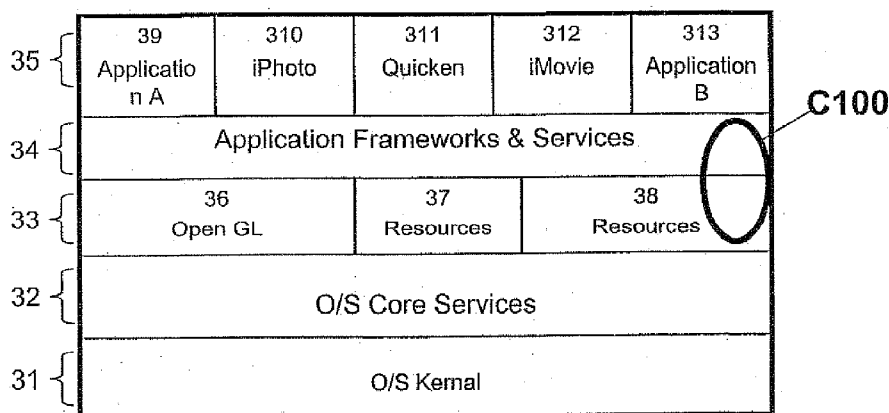 39 310 311 312 313
35
Applicatio iPhoto Quicken iMovie Application
n A B
C100
34 Application Frameworks & Services
36 37 38
33
Open GL Resources Resources
32 O/S Core Services
31 O/S Kernal